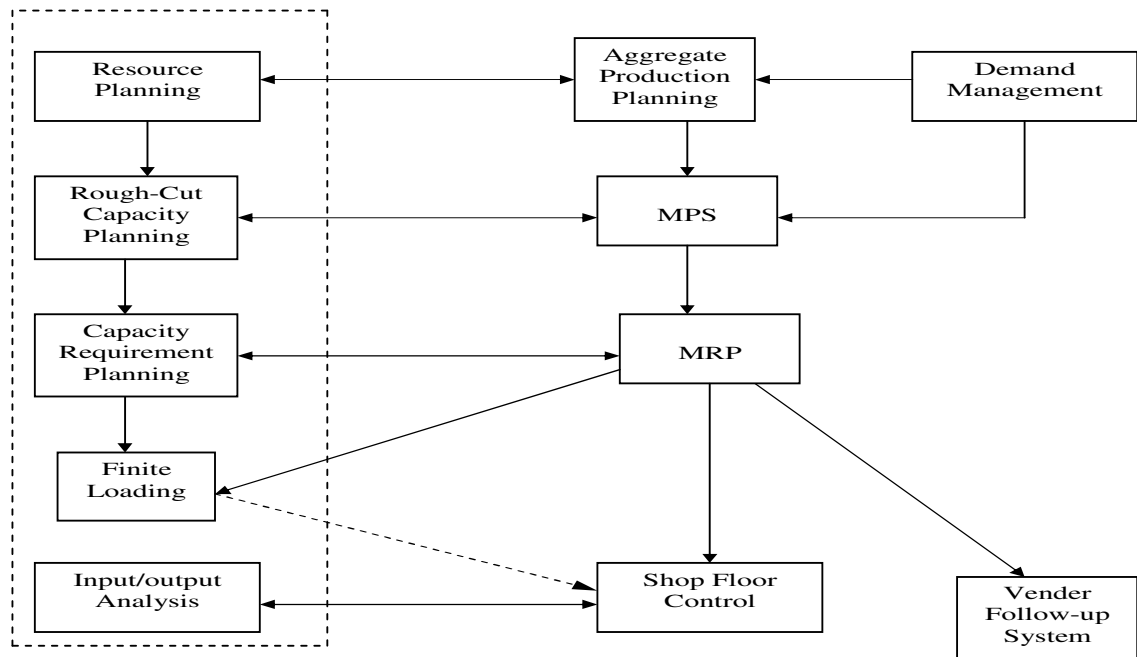 Resource
Planning
Aggregate
Production
Planning
Demand
Management
Rough-Cut
Capacity
Planning
MPS
Capacity
Requirement
Planning
MRP
Finite
Loading
Input/output
Analysis
Shop Floor
Control
Vender
Follow-up
System